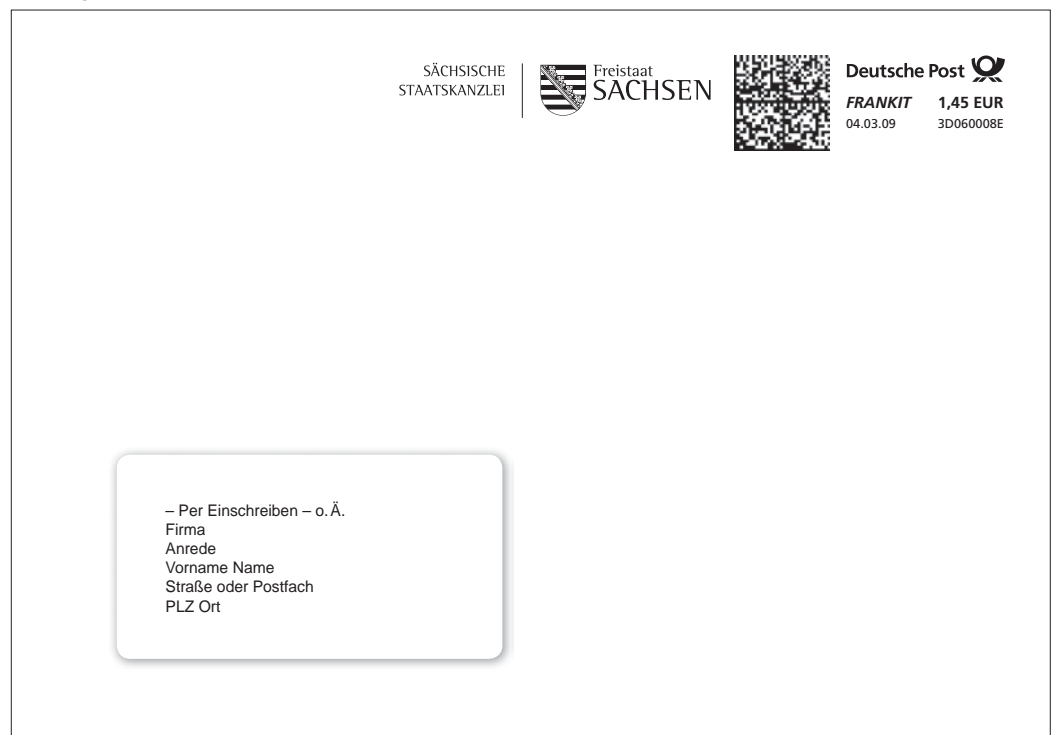 SÄCHSISCHE
STAATSKANZLEI
Freistaat
SACHSEN
Deutsche Post
FRANKIT 1,45 EUR
04.03.09 3D060008E
– Per Einschreiben – o. Ä.
Firma
Anrede
Vorname Name
Straße oder Postfach
PLZ Ort